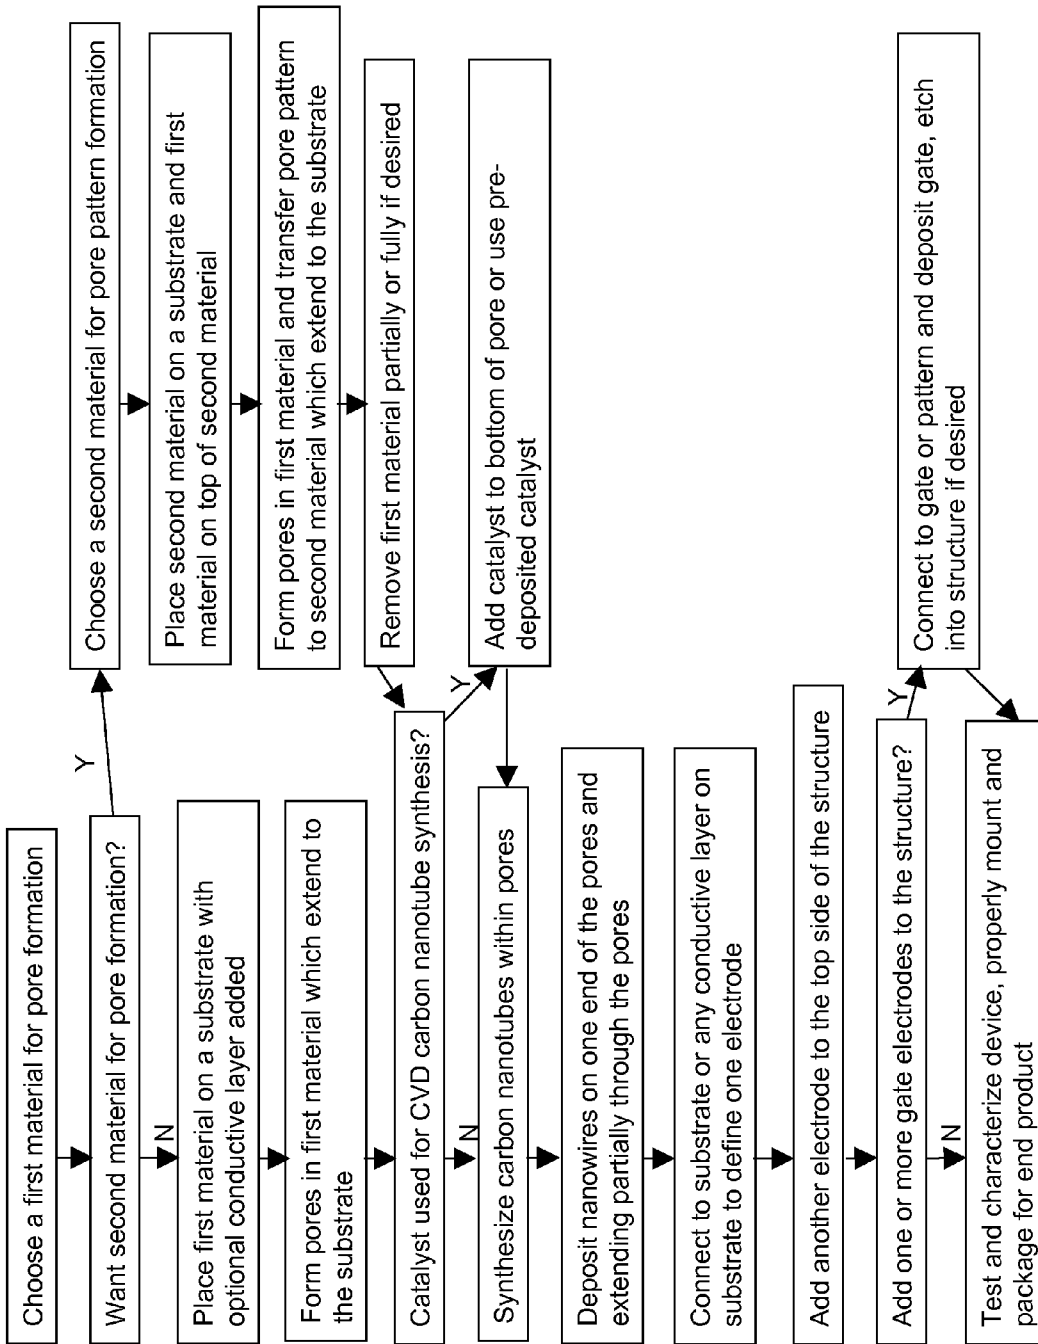 Choose a first material for pore formation
Want second material for pore formation?
Y
N
Choose a second material for pore pattern formation
Place second material on a substrate and first
material on top of second material
Form pores in first material and transfer pore pattern
to second material which extend to the substrate
Remove first material partially or fully if desired
Place first material on a substrate with
optional conductive layer added
Form pores in first material which extend to
the substrate
Catalyst used for CVD carbon nanotube synthesis?
Y
N
Add catalyst to bottom of pore or use pre-
deposited catalyst
Synthesize carbon nanotubes within pores
Deposit nanowires on one end of the pores and
extending partially through the pores
Connect to substrate or any conductive layer on
substrate to define one electrode
Add another electrode to the top side of the structure
Add one or more gate electrodes to the structure?
Y
N
Connect to gate or pattern and deposit gate, etch
into structure if desired
Test and characterize device, properly mount and
package for end product